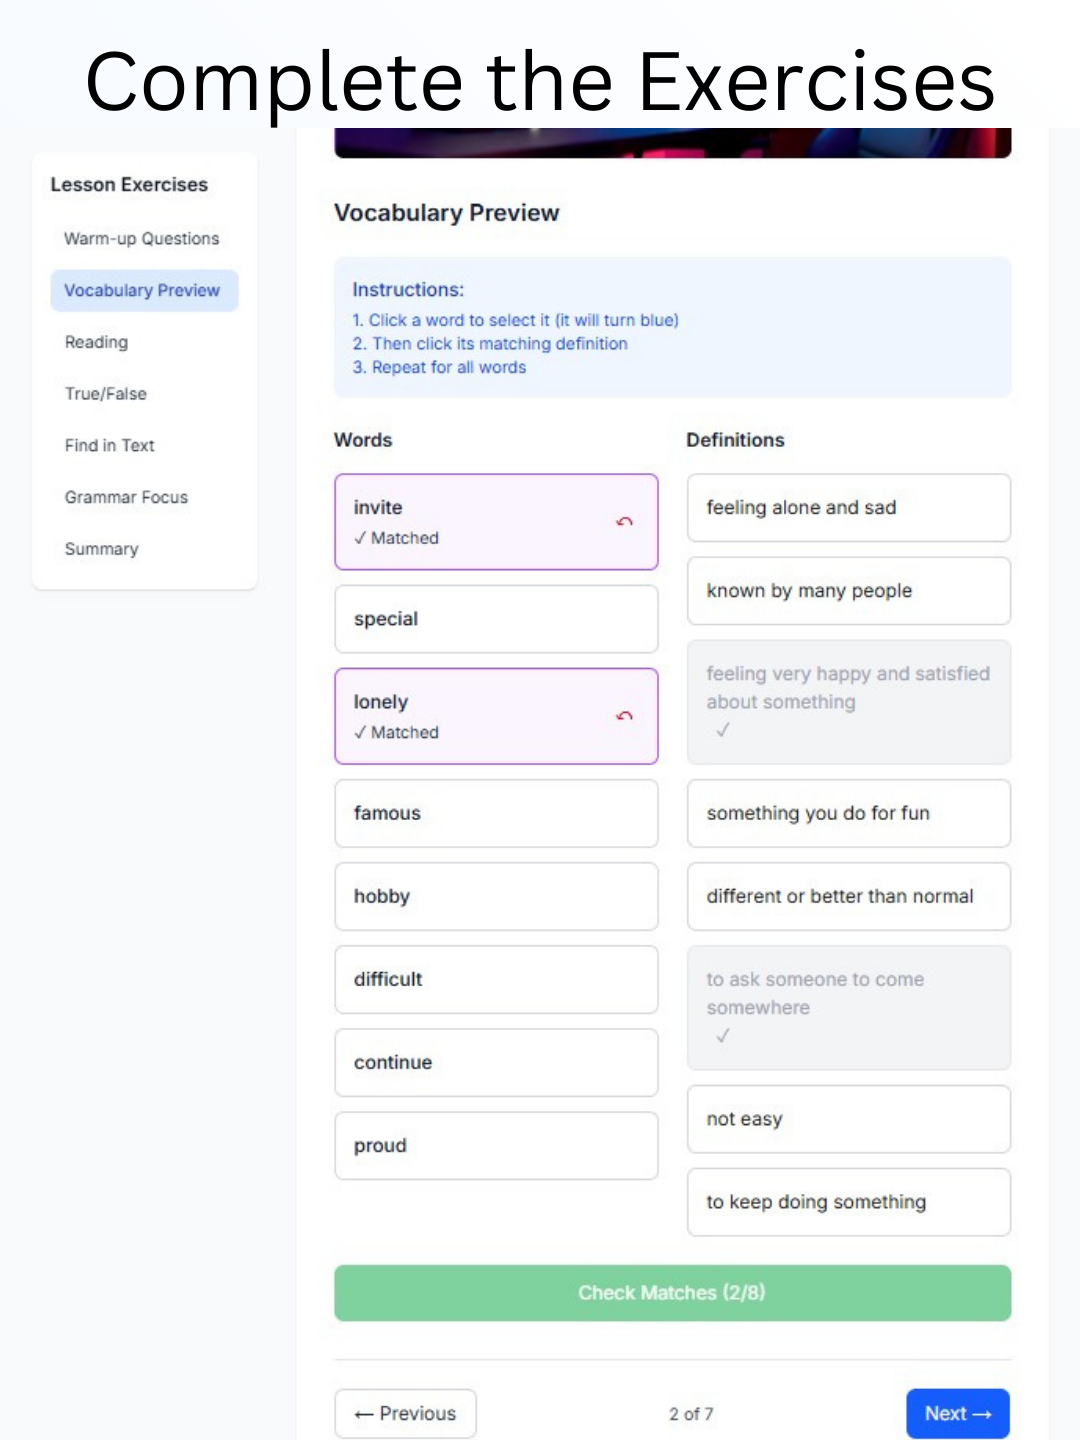 Complete the Exercises
Lesson Exercises
Warm-up Questions
Vocabulary Preview
Reading
True/False
Find in Text
Grammar Focus
Summary
Vocabulary Preview
Instructions:
1. Click a word to select it (it will turn blue)
2. Then click its matching definition
3. Repeat for all words
Words
invite
✓ Matched
special
lonely
✓ Matched
famous
hobby
difficult
continue
proud
Definitions
feeling alone and sad
known by many people
feeling very happy and satisfied
about something
✓
something you do for fun
different or better than normal
to ask someone to come
somewhere
✓
not easy
to keep doing something
Check Matches (2/8)
← Previous
2 of 7
Next →